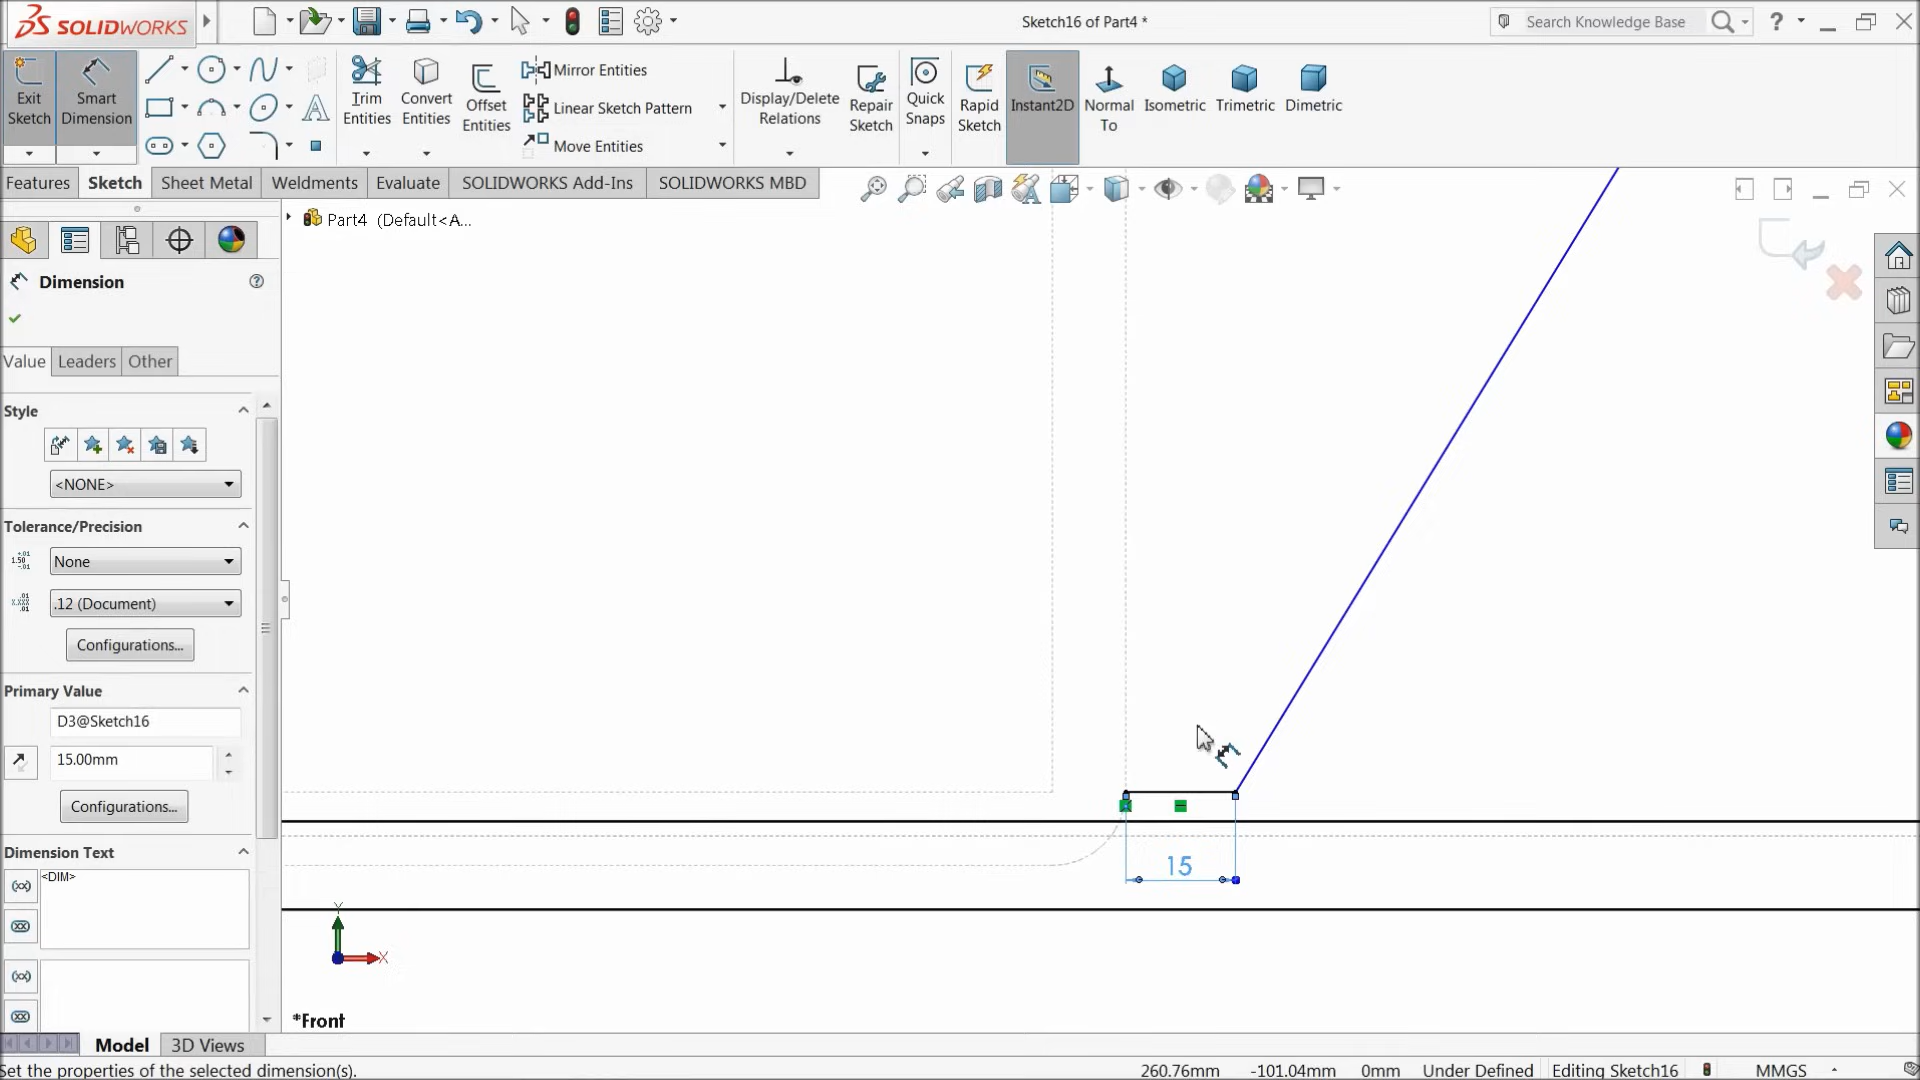 SOLIDWORKS
Sketch16 of Part4 *
Search Knowledge Base
?
Exit Sketch
Smart Dimension
Trim Entities
Convert Entities
Offset Entities
Mirror Entities
Linear Sketch Pattern
Move Entities
Display/Delete Relations
Repair Sketch
Quick Snaps
Rapid Sketch
Instant2D
Normal To
Isometric
Trimetric
Dimetric
Features
Sketch
Sheet Metal
Weldments
Evaluate
SOLIDWORKS Add-Ins
SOLIDWORKS MBD
Part4 (Default<A...
Dimension
?
Value
Leaders
Other
Style
<NONE>
Tolerance/Precision
None
.12 (Document)
Configurations...
Primary Value
D3@Sketch16
15.00mm
Configurations...
Dimension Text
<DIM>
15
Y
X
*Front
Model
3D Views
Set the properties of the selected dimension(s).
260.76mm
-101.04mm
0mm
Under Defined
Editing Sketch16
MMGS